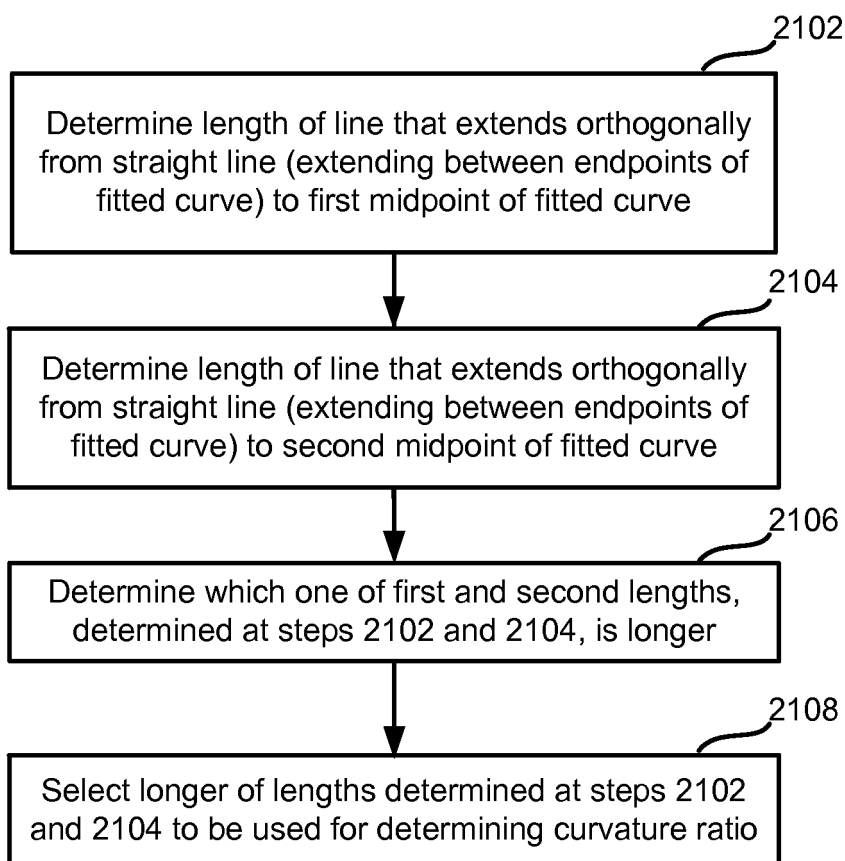 2102
Determine length of line that extends orthogonally
from straight line (extending between endpoints of
fitted curve) to first midpoint of fitted curve
2104
Determine length of line that extends orthogonally
from straight line (extending between endpoints of
fitted curve) to second midpoint of fitted curve
2106
Determine which one of first and second lengths,
determined at steps 2102 and 2104, is longer
2108
Select longer of lengths determined at steps 2102
and 2104 to be used for determining curvature ratio